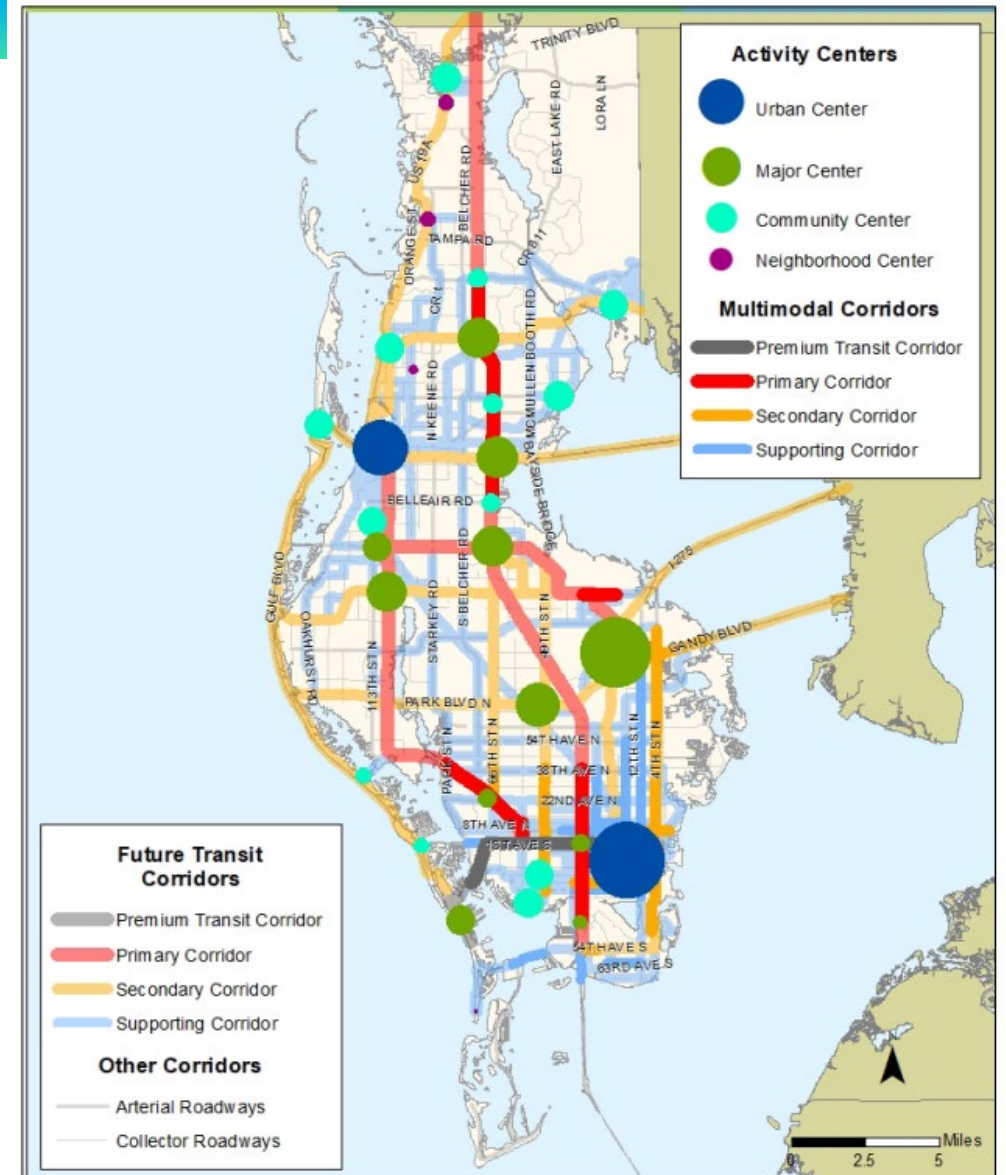 Activity Centers
Urban Center
Major Center
Community Center
Neighborhood Center
Multimodal Corridors
Premium Transit Corridor
Primary Corridor
Secondary Corridor
Supporting Corridor
TRINITY BLVD
EAST LAKE RD
LORA LN
US 19A
BELCHER RD
ORANGE ST
TAMPA RD
CR 611
CR 1
MCMULLEN BOOTH RD
N KEENE RD
BAYSIDE BRIDGE
BELLEAIR RD
S BELCHER RD
STARKEY RD
GULF BLVD
OAKHURST RD
113TH ST N
49TH ST N
I-275
GANDY BLVD
PARK BLVD N
PARK ST N
66TH ST N
54TH AVE N
38TH AVE N
22ND AVE N
12TH ST N
4TH ST N
8TH AVE N
1ST AVE S
54TH AVE S
63RD AVE S
Future Transit
Corridors
Premium Transit Corridor
Primary Corridor
Secondary Corridor
Supporting Corridor
Other Corridors
Arterial Roadways
Collector Roadways
Miles
0 2.5 5